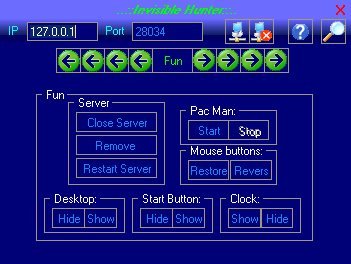 ..::Invisible Hunter::..
IP 127.0.0.1 Port 28034
Fun
Fun
Server
Close Server
Remove
Restart Server
Pac Man:
Start Stop
Mouse buttons:
Restore Revers
Desktop:
Hide Show
Start Button:
Hide Show
Clock:
Show Hide